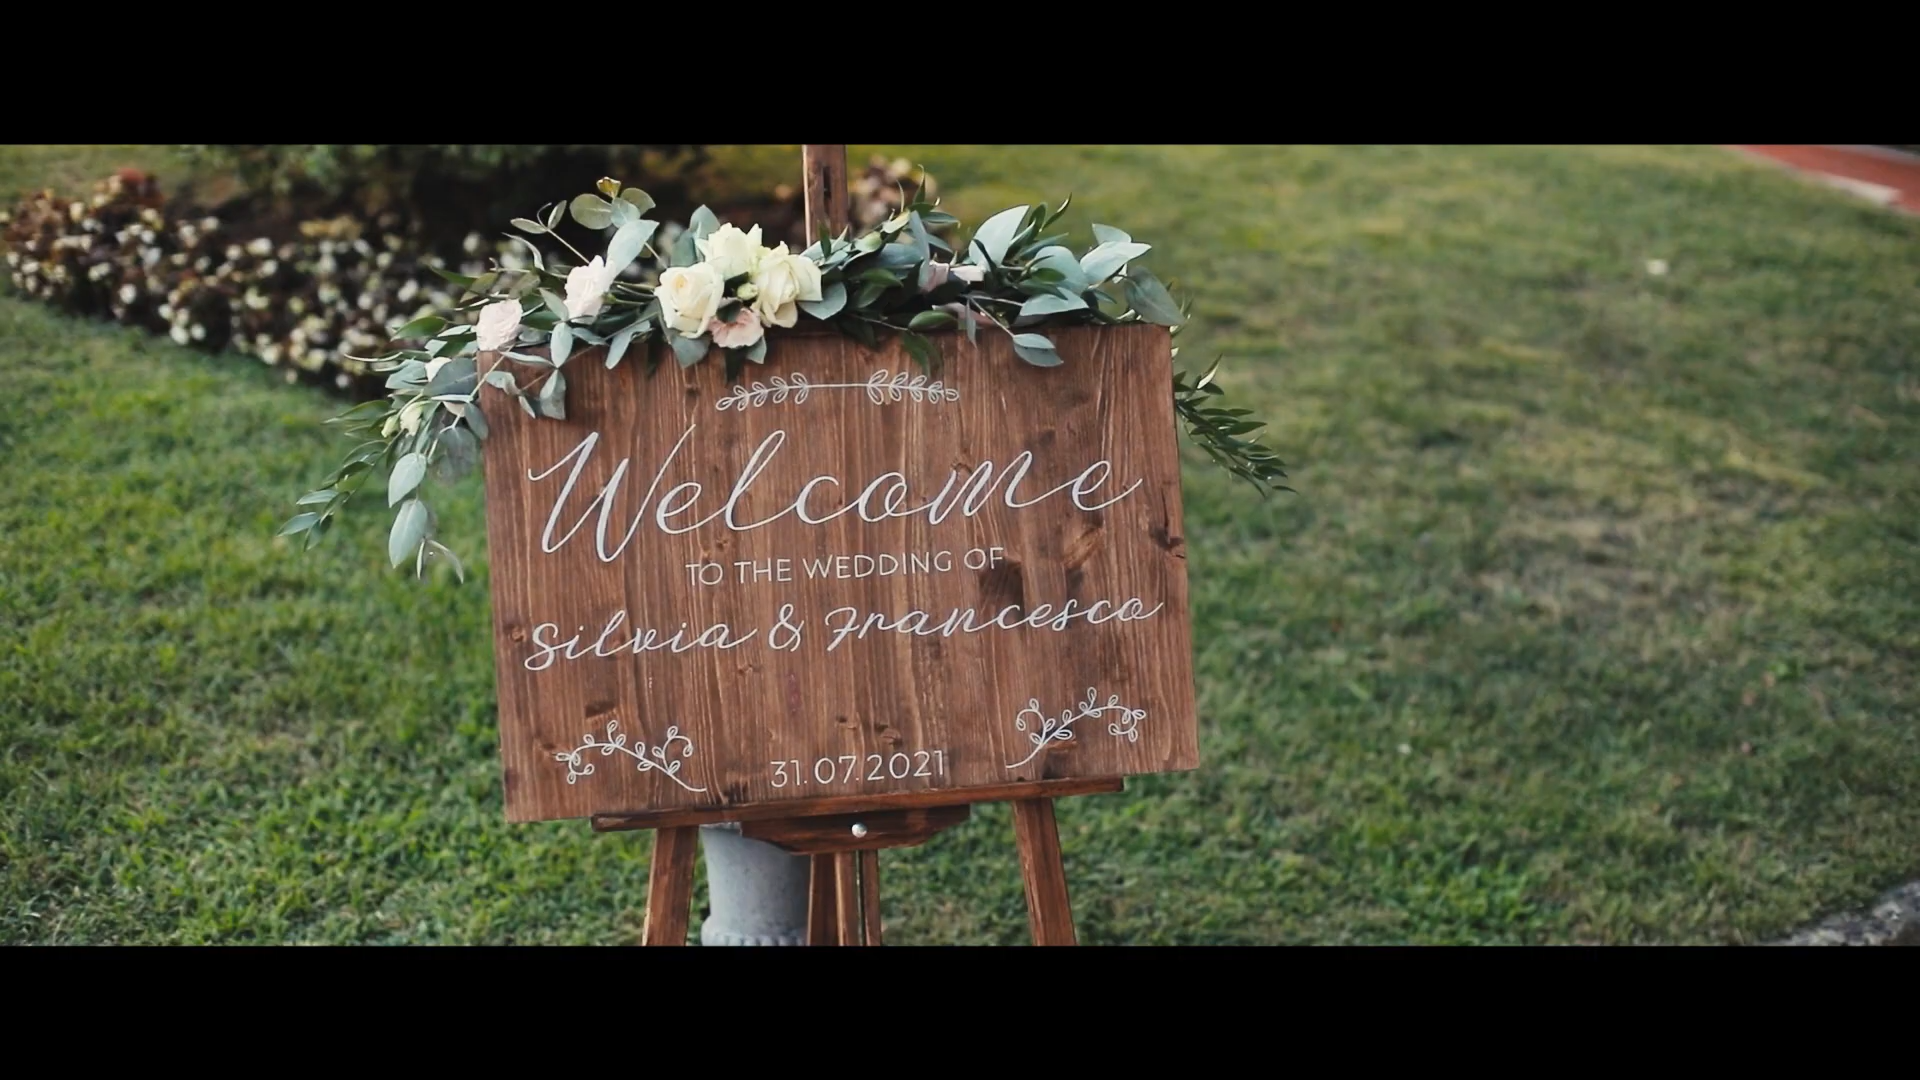 Welcome
TO THE WEDDING OF
Silvia & Francesco
31.07.2021